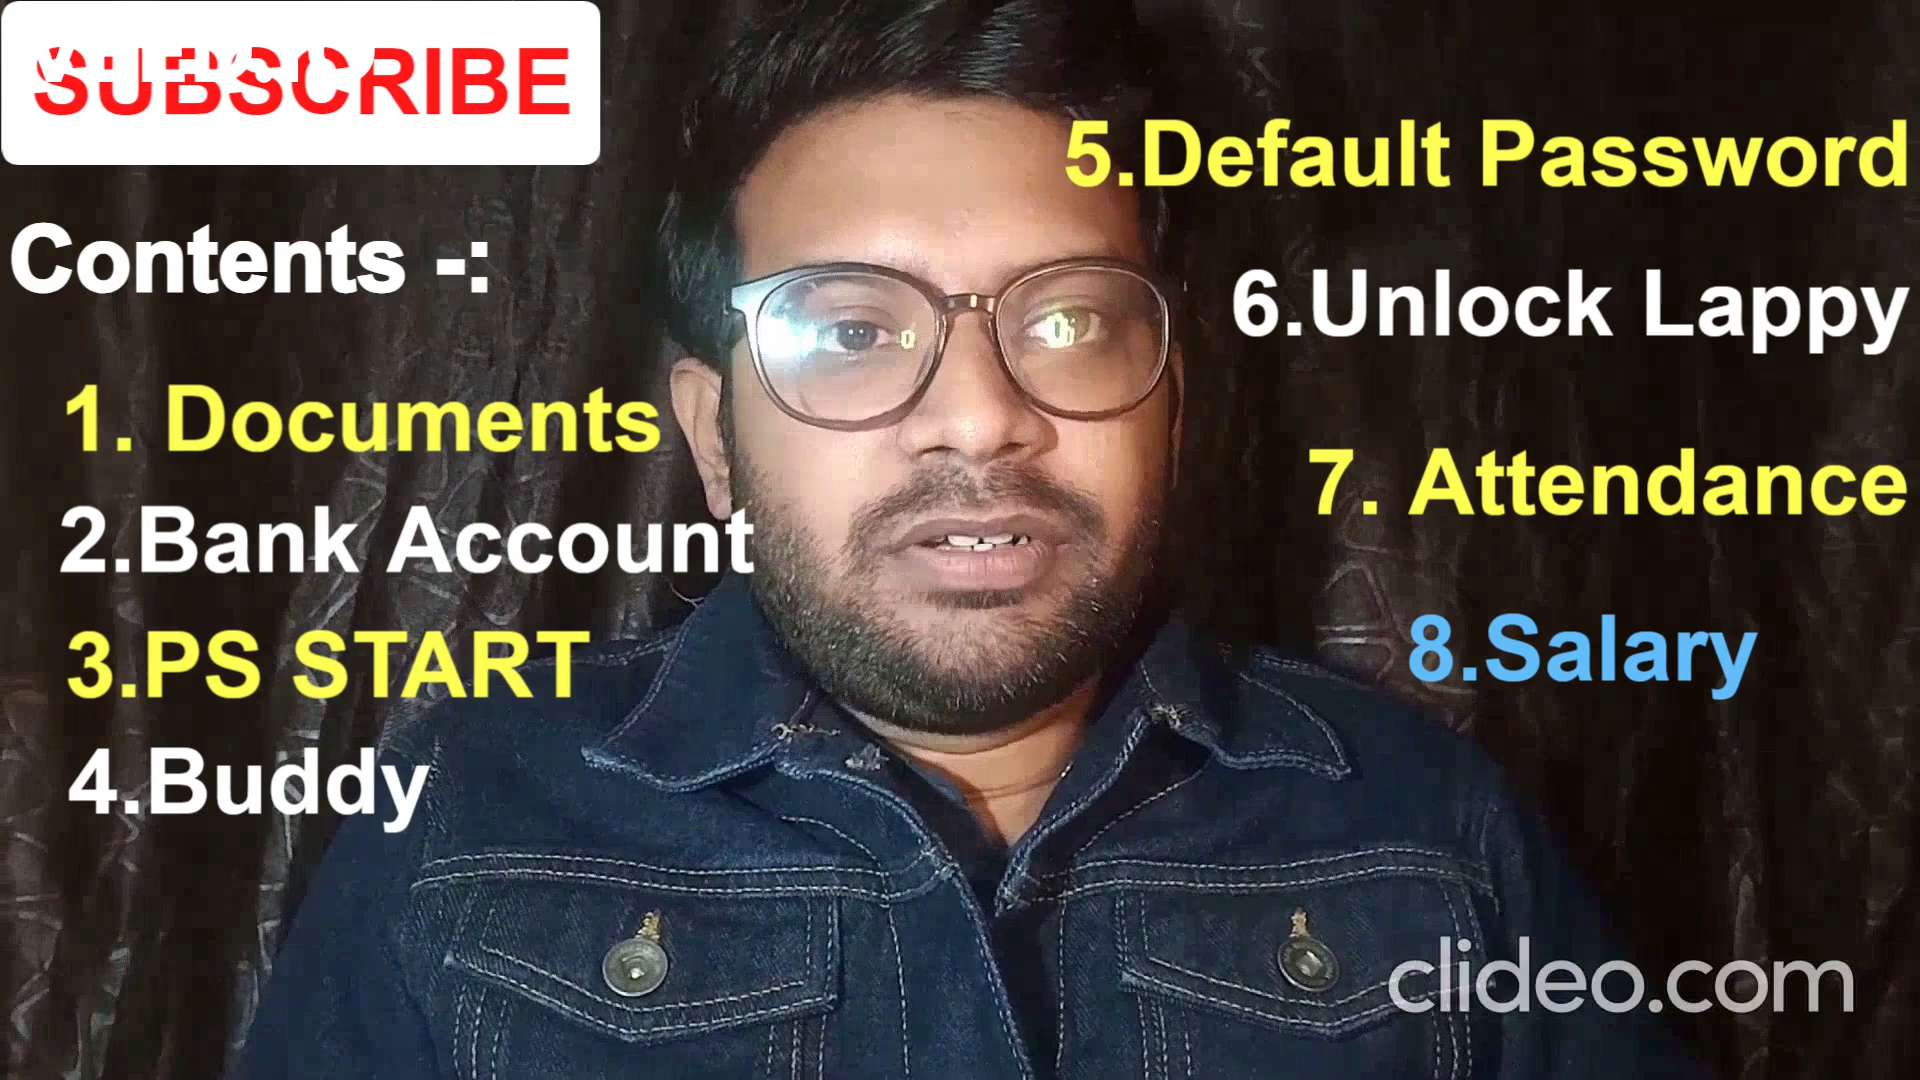 SUBSCRIBE
Contents -:
1. Documents
2.Bank Account
3.PS START
4.Buddy
5.Default Password
6.Unlock Lappy
7. Attendance
8.Salary
clideo.com